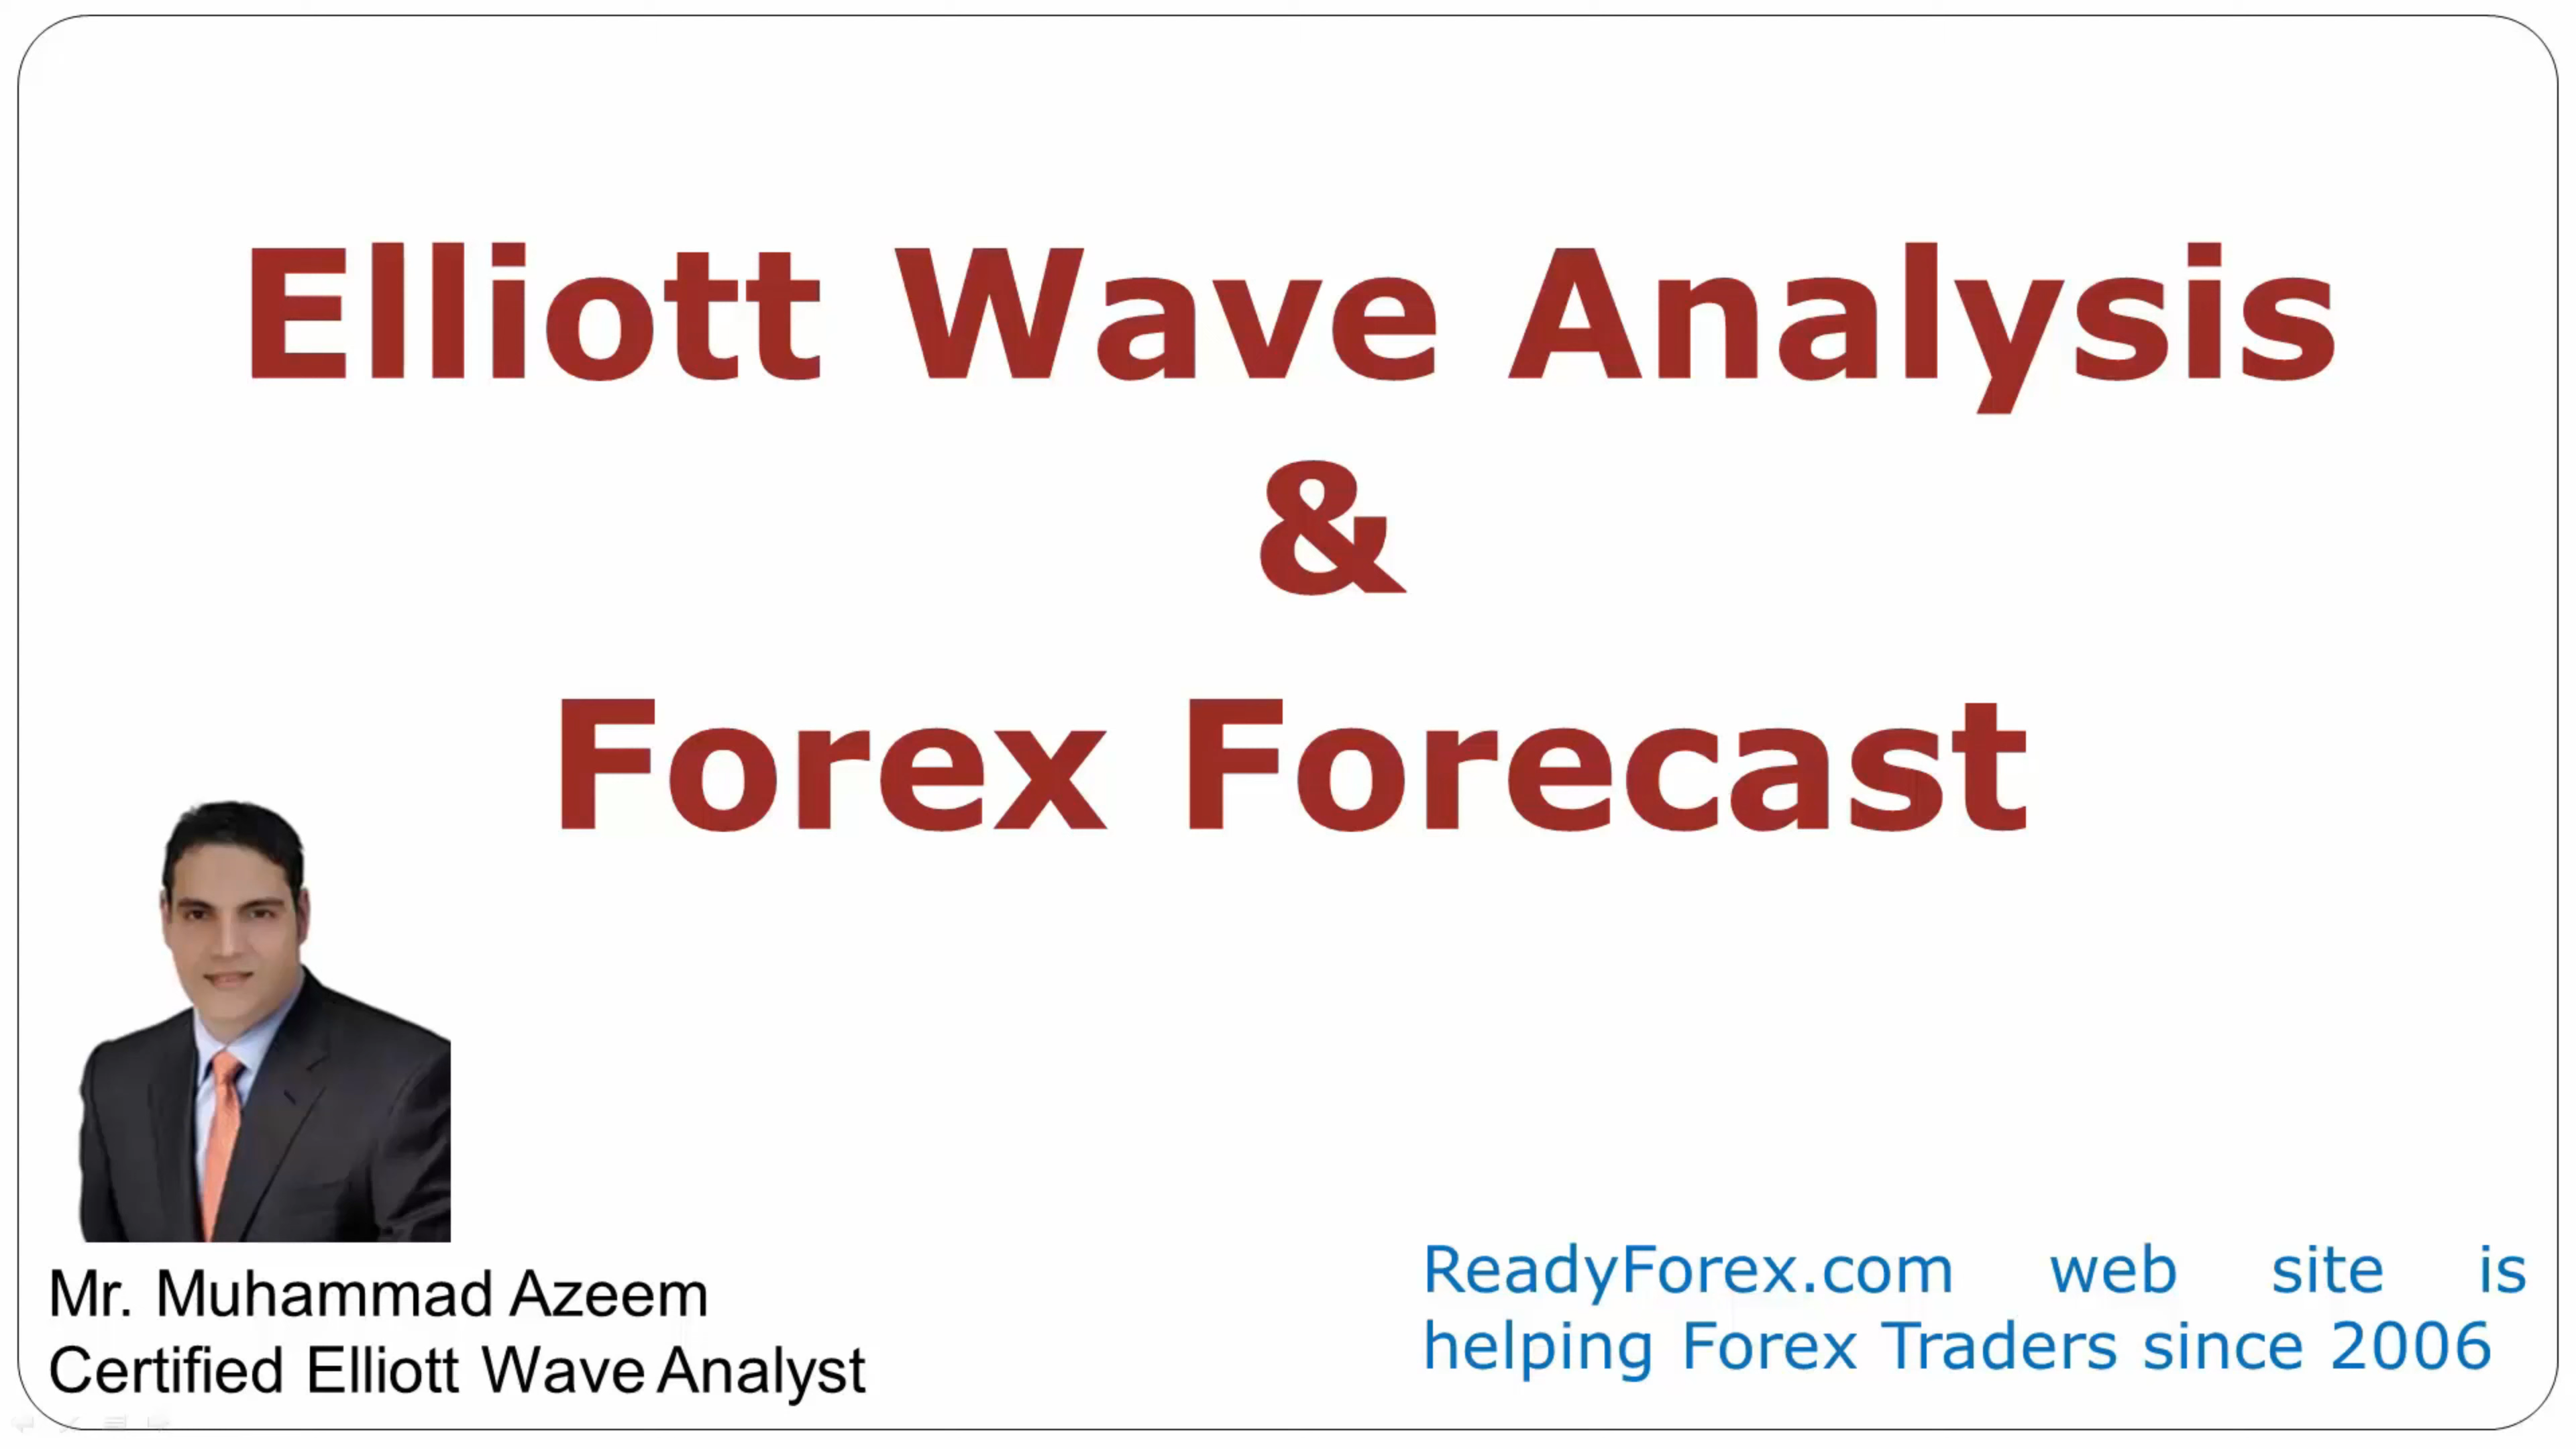 Elliott Wave Analysis
&
Forex Forecast
Mr. Muhammad Azeem
Certified Elliott Wave Analyst
ReadyForex.com web site is
helping Forex Traders since 2006